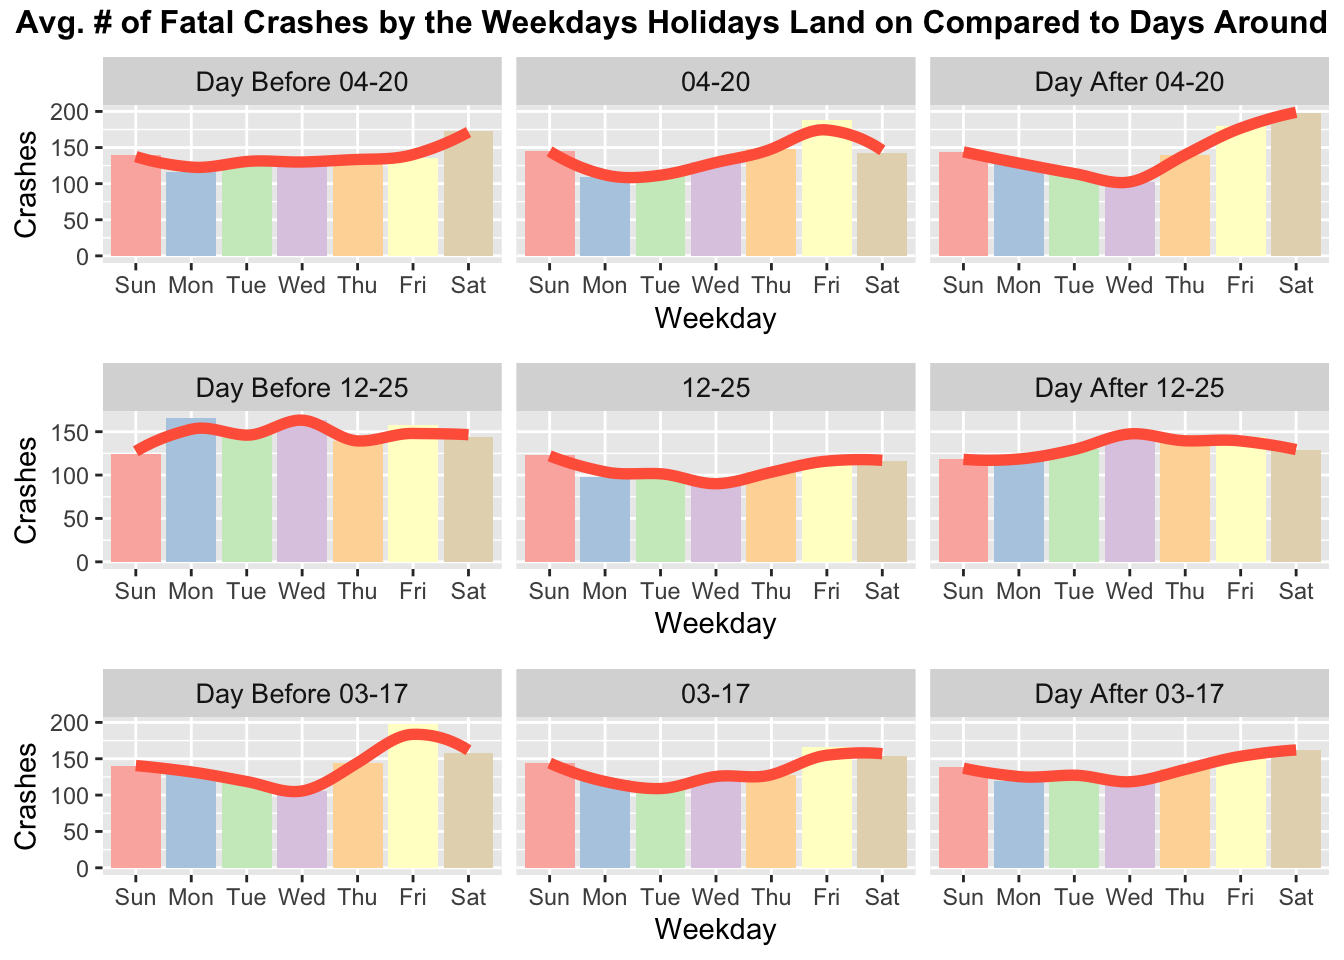 Avg. # of Fatal Crashes by the Weekdays Holidays Land on Compared to Days Around
Day Before 04-20
04-20
Day After 04-20
Crashes
200
150
100
50
0
Sun Mon Tue Wed Thu Fri Sat
Sun Mon Tue Wed Thu Fri Sat
Sun Mon Tue Wed Thu Fri Sat
Weekday
Day Before 12-25
12-25
Day After 12-25
Crashes
150
100
50
0
Sun Mon Tue Wed Thu Fri Sat
Sun Mon Tue Wed Thu Fri Sat
Sun Mon Tue Wed Thu Fri Sat
Weekday
Day Before 03-17
03-17
Day After 03-17
Crashes
200
150
100
50
0
Sun Mon Tue Wed Thu Fri Sat
Sun Mon Tue Wed Thu Fri Sat
Sun Mon Tue Wed Thu Fri Sat
Weekday